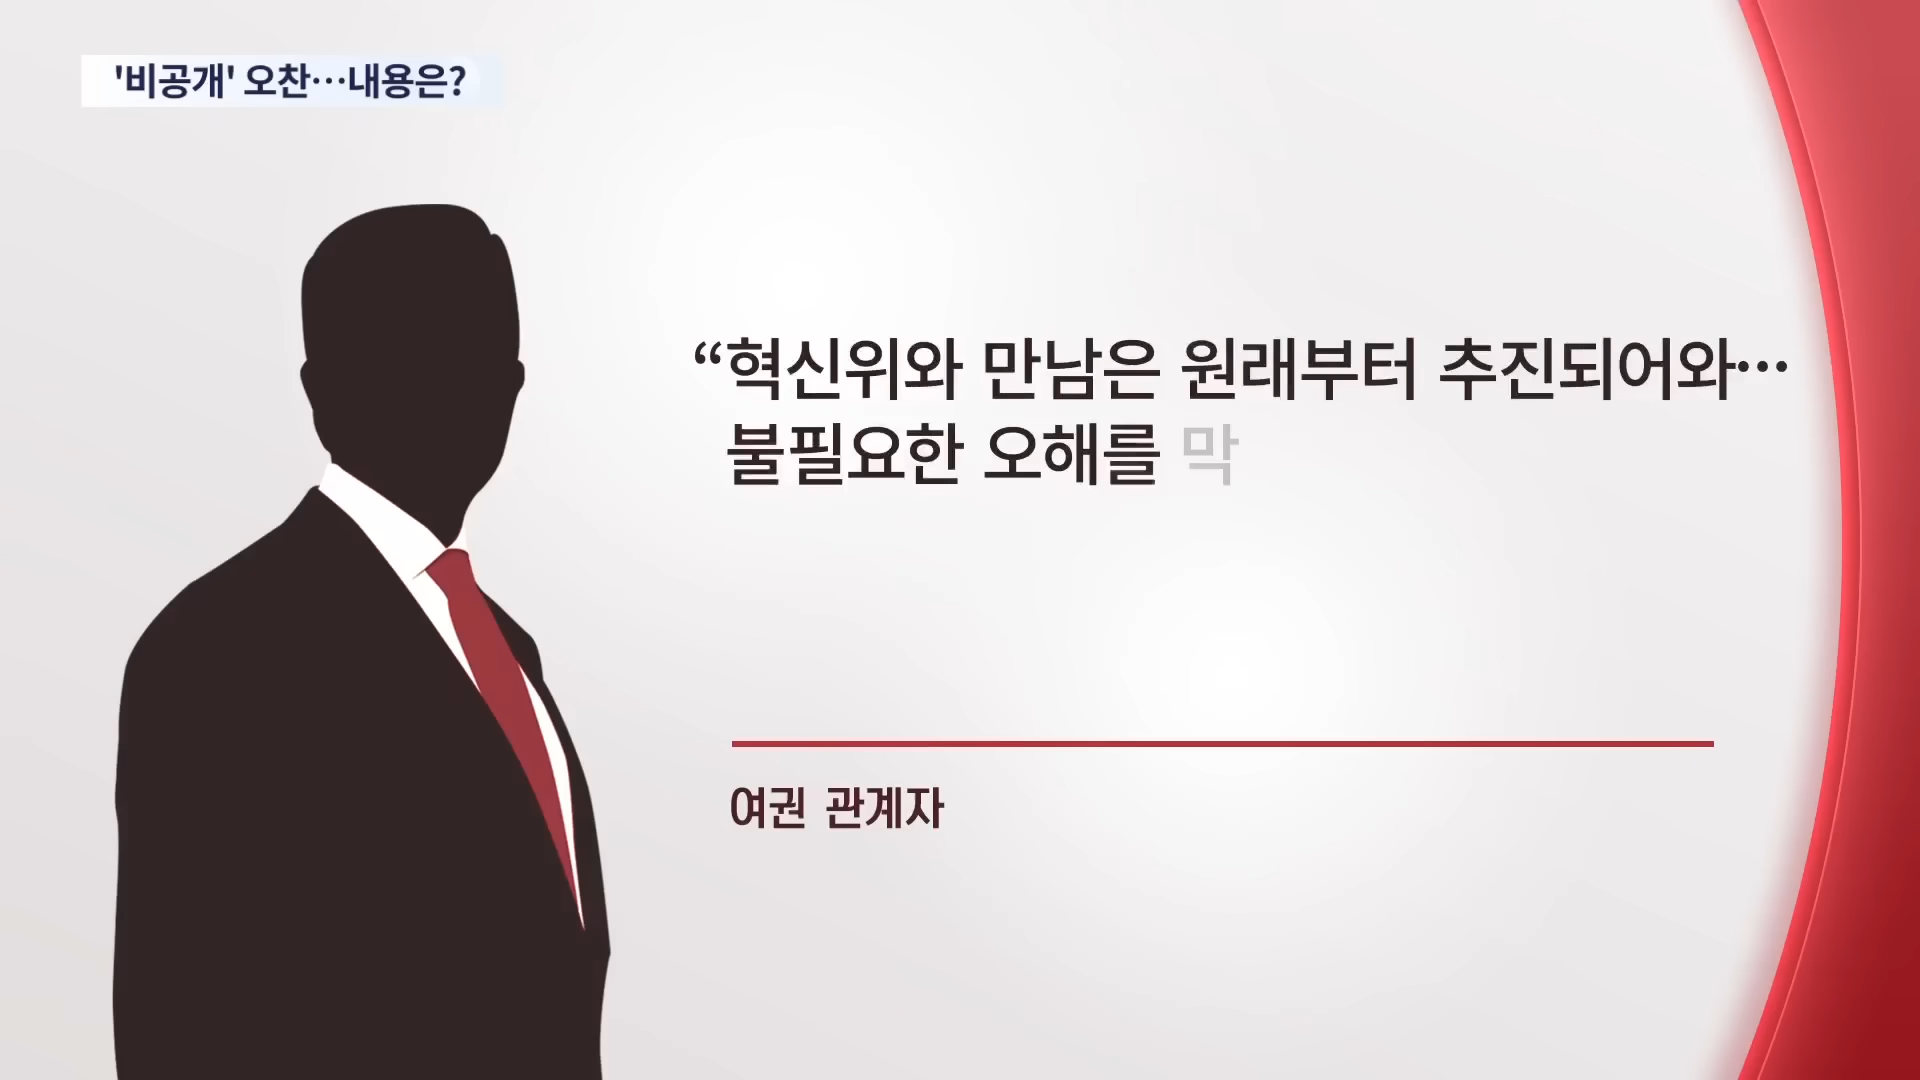 '비공개' 오찬…내용은?
“혁신위와 만남은 원래부터 추진되어와…
불필요한 오해를 막
여권 관계자